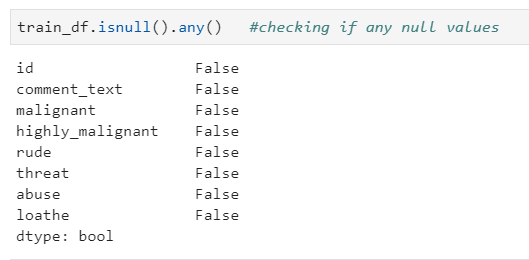 train_df.isnull().any()   #checking if any null values
id                  False
comment_text        False
malignant           False
highly_malignant    False
rude                False
threat              False
abuse               False
loathe              False
dtype: bool